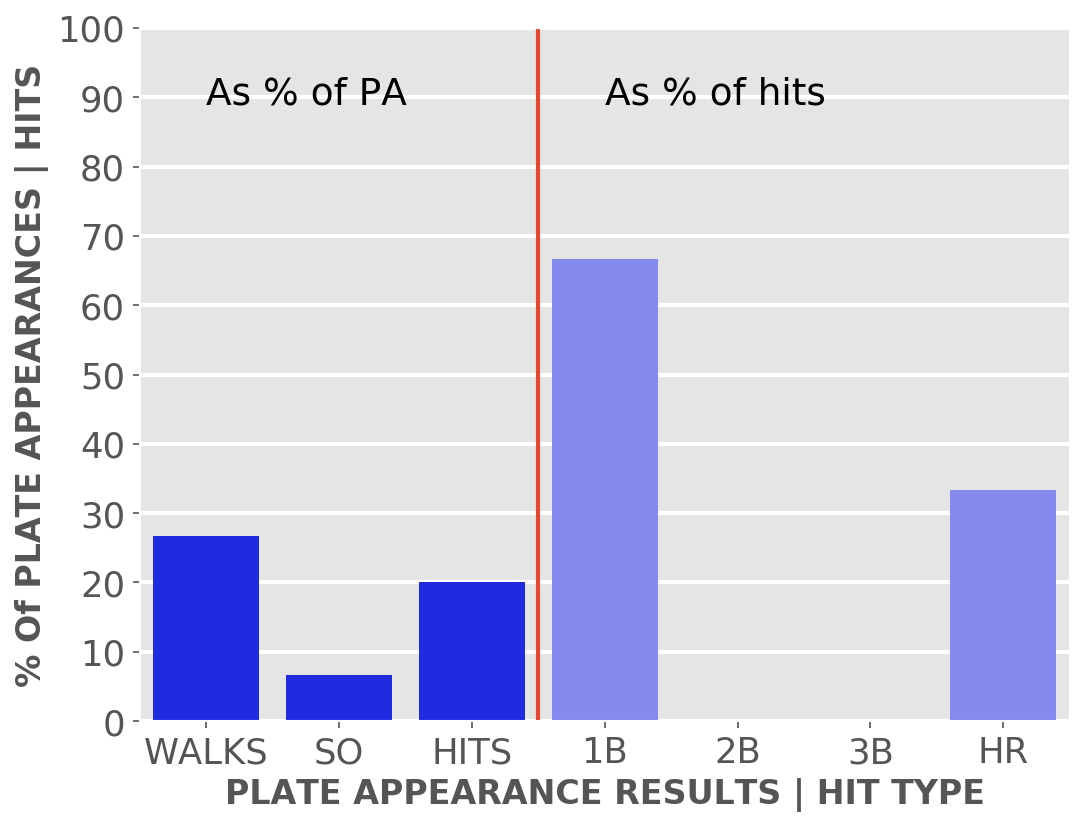 % Of PLATE APPEARANCES | HITS
100
90
80
70
60
50
40
30
20
10
0
As % of PA
As % of hits
WALKS SO HITS 1B 2B 3B HR
PLATE APPEARANCE RESULTS | HIT TYPE